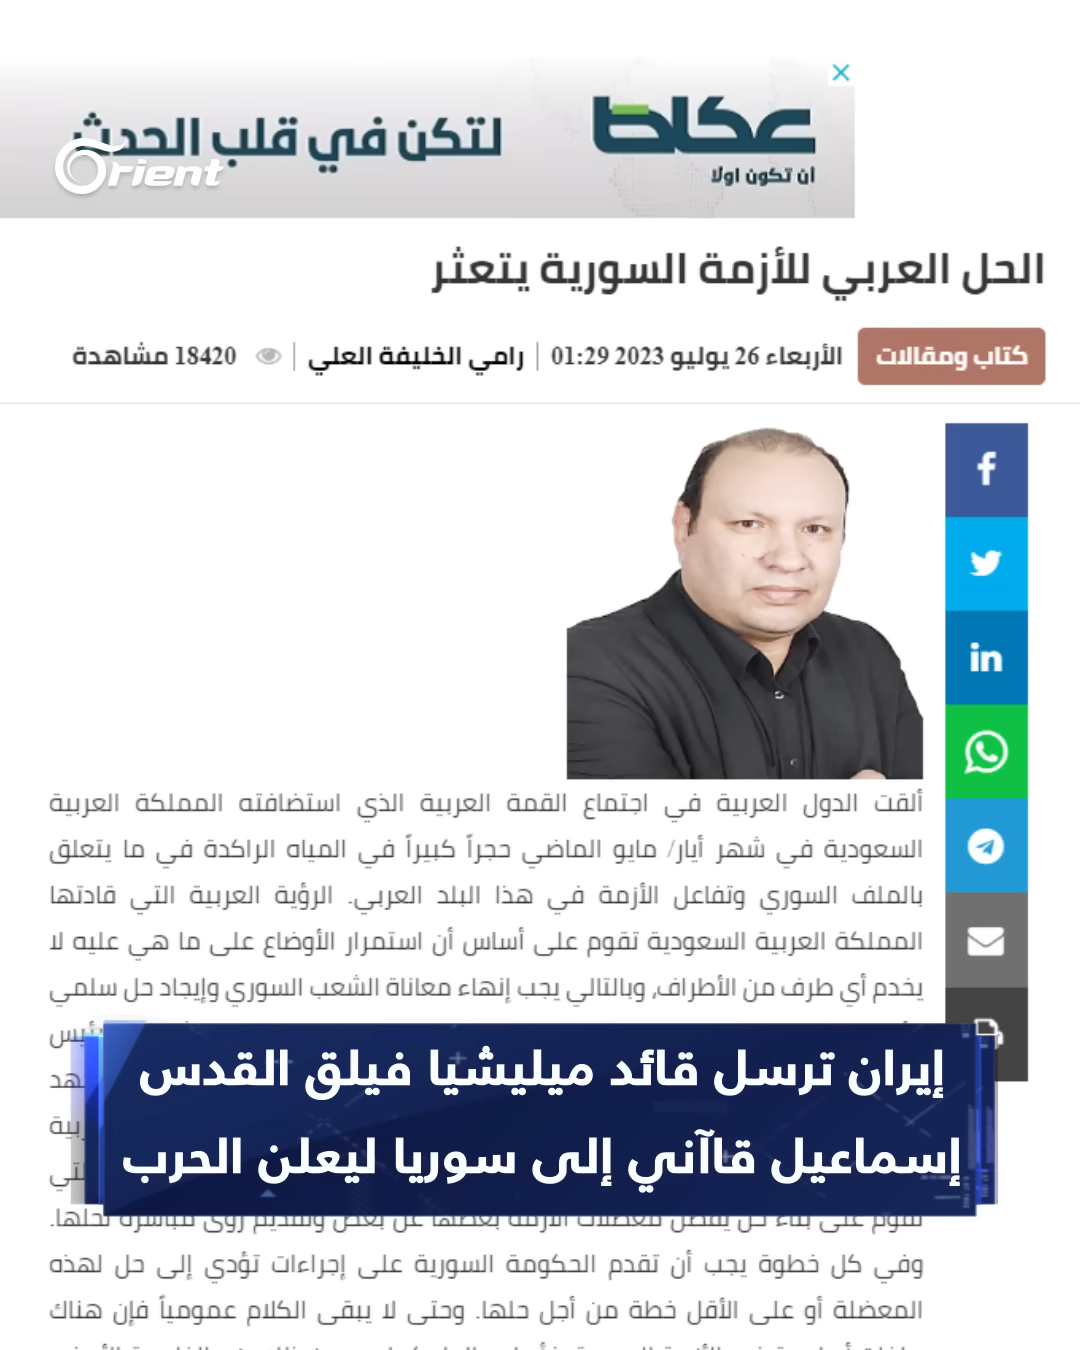 عكاظ
لتكن في قلب الحدث
أن تكون أولا
Orient
الحل العربي للأزمة السورية يتعثر
كتاب ومقالات
الأربعاء 26 يوليو 2023 01:29 | رامي الخليفة العلي | 18420 مشاهدة
ألقت الدول العربية في اجتماع القمة العربية الذي استضافته المملكة العربية
السعودية في شهر أيار/ مايو الماضي حجراً كبيراً في المياه الراكدة في ما يتعلق
بالملف السوري وتفاعل الأزمة في هذا البلد العربي. الرؤية العربية التي قادتها
المملكة العربية السعودية تقوم على أساس أن استمرار الأوضاع على ما هي عليه لا
يخدم أي طرف من الأطراف، وبالتالي يجب إنهاء معاناة الشعب السوري وإيجاد حل سلمي
إيران ترسل قائد ميليشيا فيلق القدس
إسماعيل قاآني إلى سوريا ليعلن الحرب
وفي كل خطوة يجب أن تقدم الحكومة السورية على إجراءات تؤدي إلى حل لهذه
المعضلة أو على الأقل خطة من أجل حلها. وحتى لا يبقى الكلام عمومياً فإن هناك